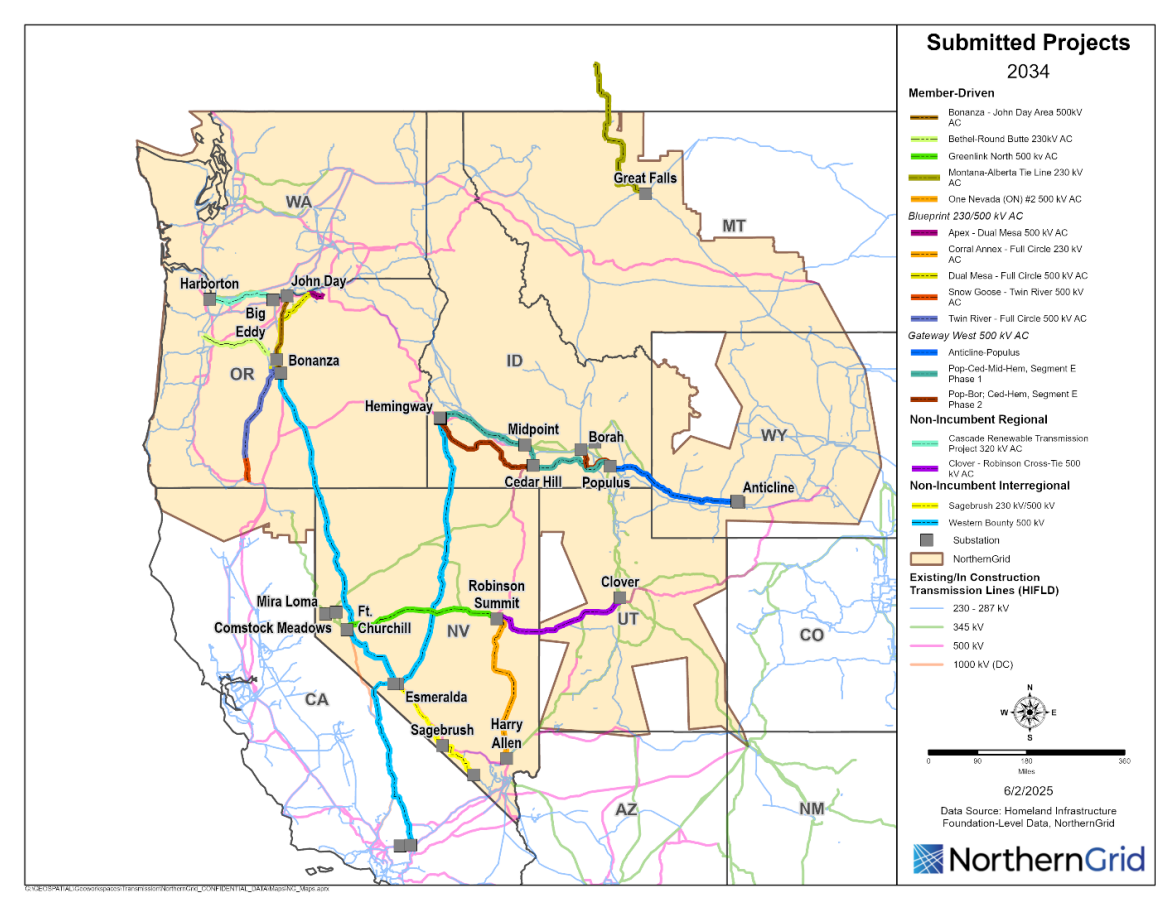 Submitted Projects
2034
Member-Driven
Bonanza - John Day Area 500kV
AC
Bethel-Round Butte 230kV AC
Greenlink North 500 kv AC
Montana-Alberta Tie Line 230 kV
AC
One Nevada (ON) #2 500 kV AC
Blueprint 230/500 kV AC
Apex - Dual Mesa 500 kV AC
Corral Annex - Full Circle 230 kV
AC
Dual Mesa - Full Circle 500 kV AC
Snow Goose - Twin River 500 kV
AC
Twin River - Full Circle 500 kV AC
Gateway West 500 kV AC
Anticline-Populus
Pop-Ced-Mid-Hem, Segment E
Phase 1
Pop-Bor; Ced-Hem, Segment E
Phase 2
Non-Incumbent Regional
Cascade Renewable Transmission
Project 320 kV AC
Clover - Robinson Cross-Tie 500
kV AC
Non-Incumbent Interregional
Sagebrush 230 kV/500 kV
Western Bounty 500 kV
Substation
NorthernGrid
Existing/In Construction
Transmission Lines (HIFLD)
230 - 287 kV
345 kV
500 kV
1000 kV (DC)
N
W
E
S
0 90 180 360
Miles
6/2/2025
Data Source: Homeland Infrastructure
Foundation-Level Data, NorthernGrid
NorthernGrid
Great Falls
WA
MT
Harborton
John Day
Big
Eddy
Bonanza
OR
ID
Hemingway
Midpoint
Borah
WY
Cedar Hill
Populus
Anticline
Mira Loma
Ft.
Churchill
Comstock Meadows
Robinson
Summit
Clover
NV
UT
CO
CA
Esmeralda
Sagebrush
Harry
Allen
AZ
NM